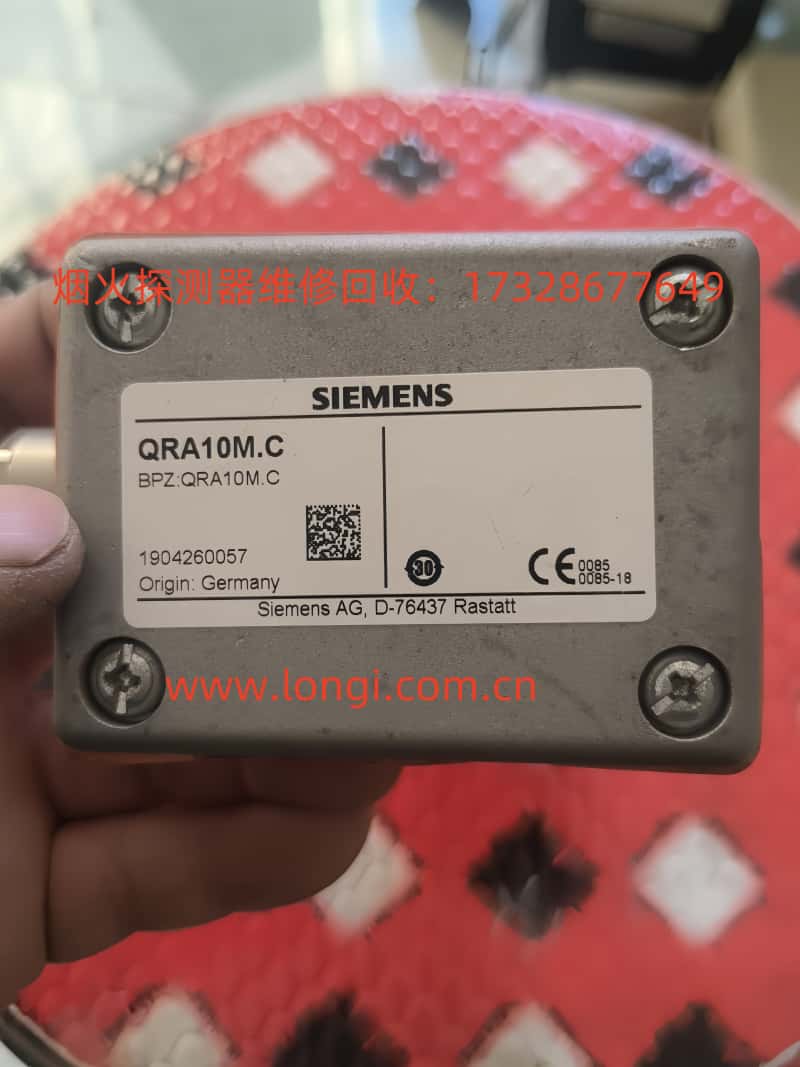 烟火探测器维修回收：17328677649
SIEMENS
QRA10M.C
BPZ:QRA10M.C
1904260057
Origin: Germany
30
CE 0085
0085-18
Siemens AG, D-76437 Rastatt
www.longi.com.cn